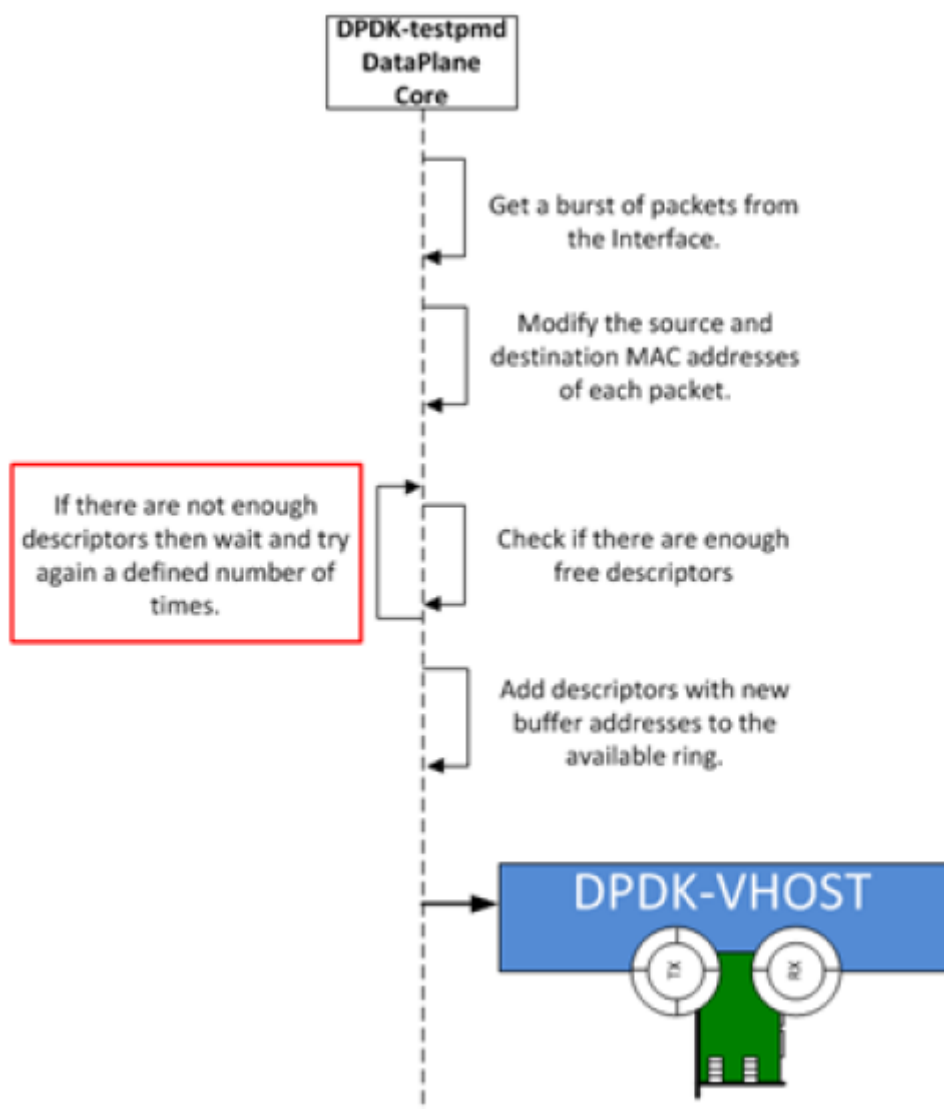 DPDK-testpmd
DataPlane
Core
Get a burst of packets from
the Interface.
Modify the source and
destination MAC addresses
of each packet.
If there are not enough
descriptors then wait and try
again a defined number of
times.
Check if there are enough
free descriptors
Add descriptors with new
buffer addresses to the
available ring.
DPDK-VHOST
TX
RX